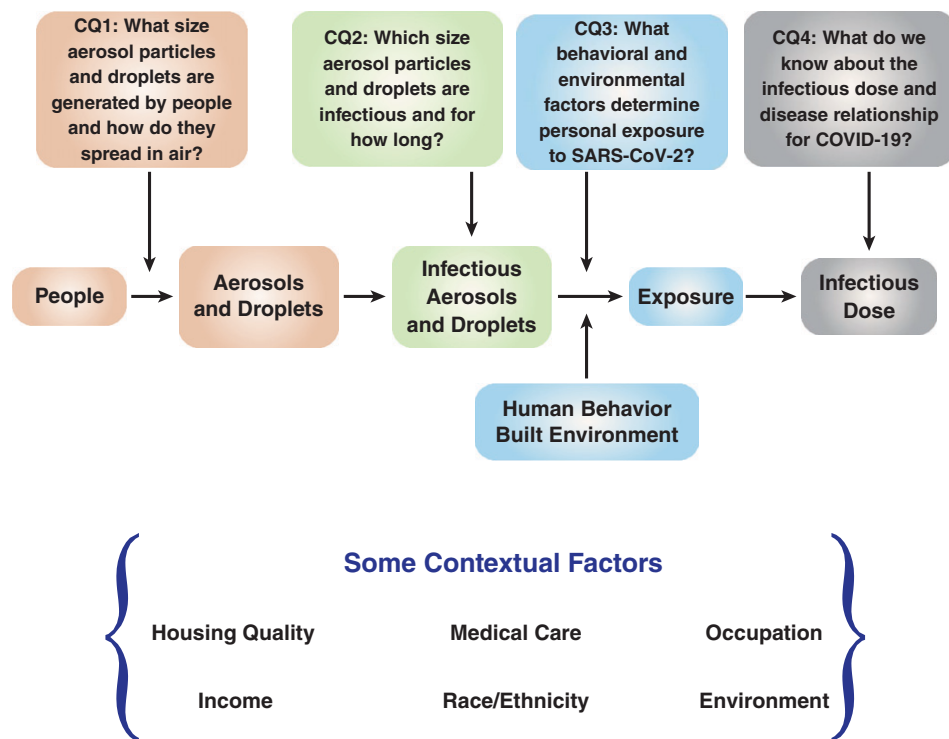 CQ1: What size
aerosol particles
and droplets are
generated by people
and how do they
spread in air?
CQ2: Which size
aerosol particles
and droplets are
infectious and for
how long?
CQ3: What
behavioral and
environmental
factors determine
personal exposure
to SARS-CoV-2?
CQ4: What do we
know about the
infectious dose and
disease relationship
for COVID-19?
People
Aerosols
and Droplets
Infectious
Aerosols
and Droplets
Exposure
Infectious
Dose
Human Behavior
Built Environment
Some Contextual Factors
Housing Quality
Medical Care
Occupation
Income
Race/Ethnicity
Environment